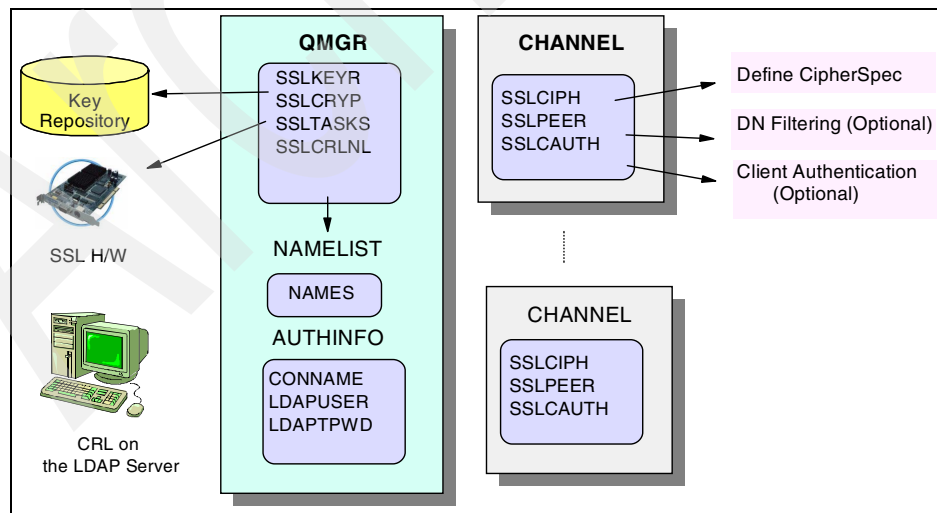 QMGR
SSLKEYR
SSLCRYP
SSLTASKS
SSLCRLNL
Key
Repository
SSL H/W
NAMELIST
NAMES
AUTHINFO
CONNAME
LDAPUSER
LDAPTPWD
CRL on
the LDAP Server
CHANNEL
SSLCIPH
SSLPEER
SSLCAUTH
Define CipherSpec
DN Filtering (Optional)
Client Authentication
(Optional)
CHANNEL
SSLCIPH
SSLPEER
SSLCAUTH